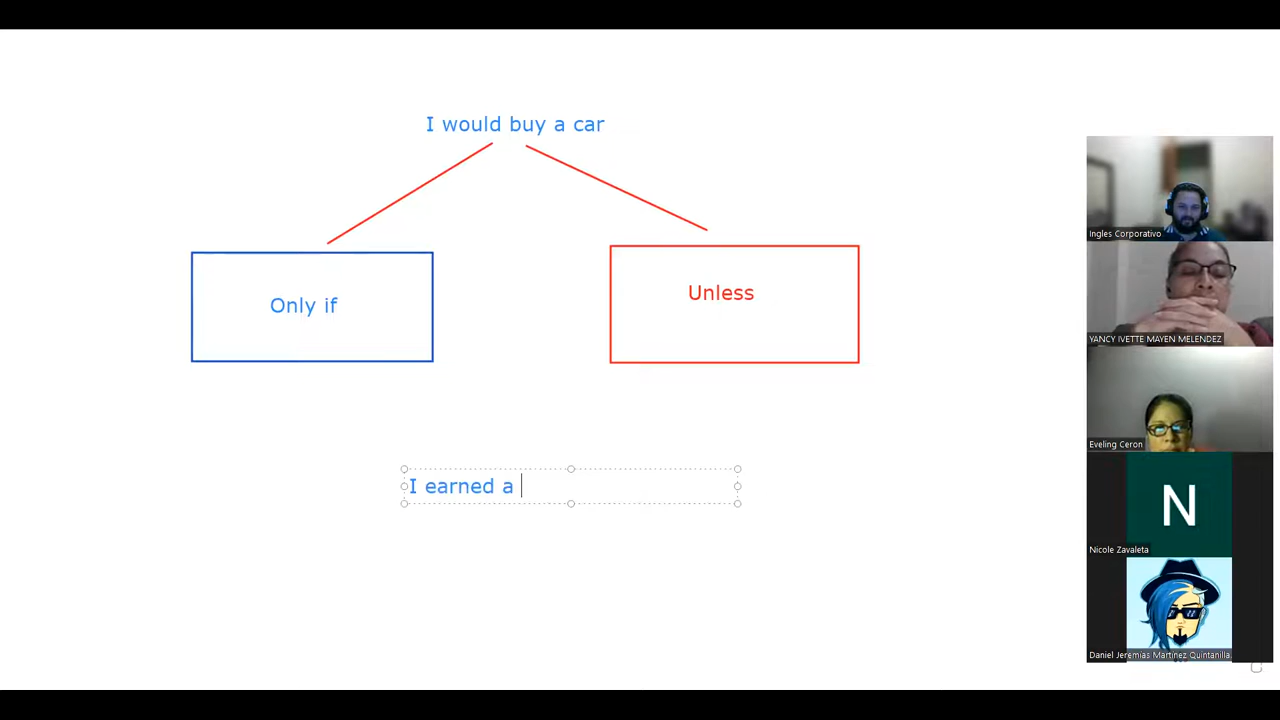 I would buy a car
Only if
Unless
I earned a
Ingles Corporativo
YANCY IVETTE MAYEN MELENDEZ
Eveling Ceron
N
Nicole Zavaleta
Daniel Jeremias Martinez Quintanilla